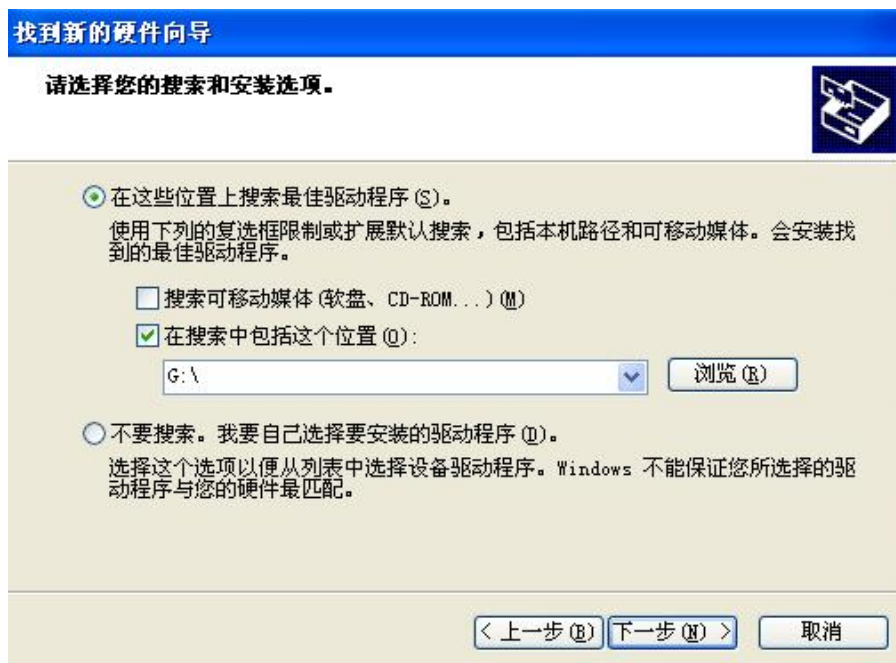 找到新的硬件向导
请选择您的搜索和安装选项。
在这些位置上搜索最佳驱动程序(S)。
使用下列的复选框限制或扩展默认搜索，包括本机路径和可移动媒体。会安装找
到的最佳驱动程序。
搜索可移动媒体(软盘、CD-ROM...)(M)
在搜索中包括这个位置(O):
G:\
浏览(R)
不要搜索。我要自己选择要安装的驱动程序(D)。
选择这个选项以便从列表中选择设备驱动程序。Windows 不能保证您所选择的驱
动程序与您的硬件最匹配。
< 上一步(B) 下一步(N) > 取消